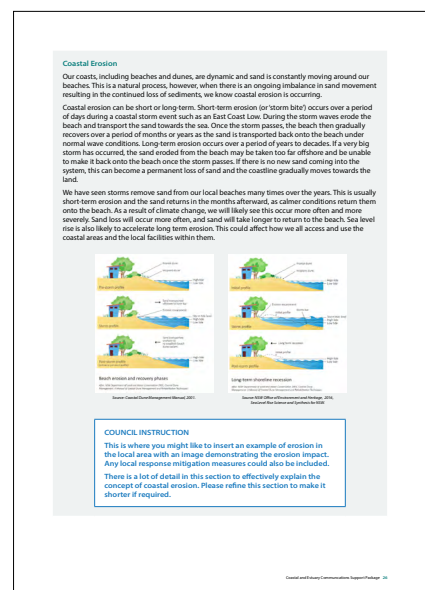 Coastal Erosion
Our coasts, including beaches and dunes, are dynamic and sand is constantly moving around our
beaches. This is a natural process, however, when there is an ongoing imbalance in sand movement
resulting in the continued loss of sediments, we know coastal erosion is occurring.
Coastal erosion can be short or long-term. Short-term erosion (or 'storm bite') occurs over a period
of days during a coastal storm event such as an East Coast Low. During the storm waves erode the
beach and transport the sand towards the sea. Once the storm passes, the beach then gradually
recovers over a period of months or years as the sand is transported back onto the beach under
normal wave conditions. Long-term erosion occurs over a period of years to decades. If a very big
storm has occurred, the sand eroded from the beach may be taken too far offshore and be unable
to make it back onto the beach once the storm passes. If there is no new sand coming into the
system, this can become a permanent loss of sand and the coastline gradually moves towards the
land.
We have seen storms remove sand from our local beaches many times over the years. This is usually
short-term erosion and the sand returns in the months afterward, as calmer conditions return them
onto the beach. As a result of climate change, we will likely see this occur more often and more
severely. Sand loss will occur more often, and sand will take longer to return to the beach. Sea level
rise is also likely to accelerate long term erosion. This could affect how we all access and use the
coastal areas and the local facilities within them.
Beach erosion and recovery phases
Long-term shoreline recession
Source: Coastal Dune Management Manual, 2001.
Source: NSW Office of Environment and Heritage, 2016,
Sea Level Rise Science and Synthesis for NSW.
COUNCIL INSTRUCTION
This is where you might like to insert an example of erosion in
the local area with an image demonstrating the erosion impact.
Any local response mitigation measures could also be included.
There is a lot of detail in this section to effectively explain the
concept of coastal erosion. Please refine this section to make it
shorter if required.
Coastal and Estuary Communications Support Package 26